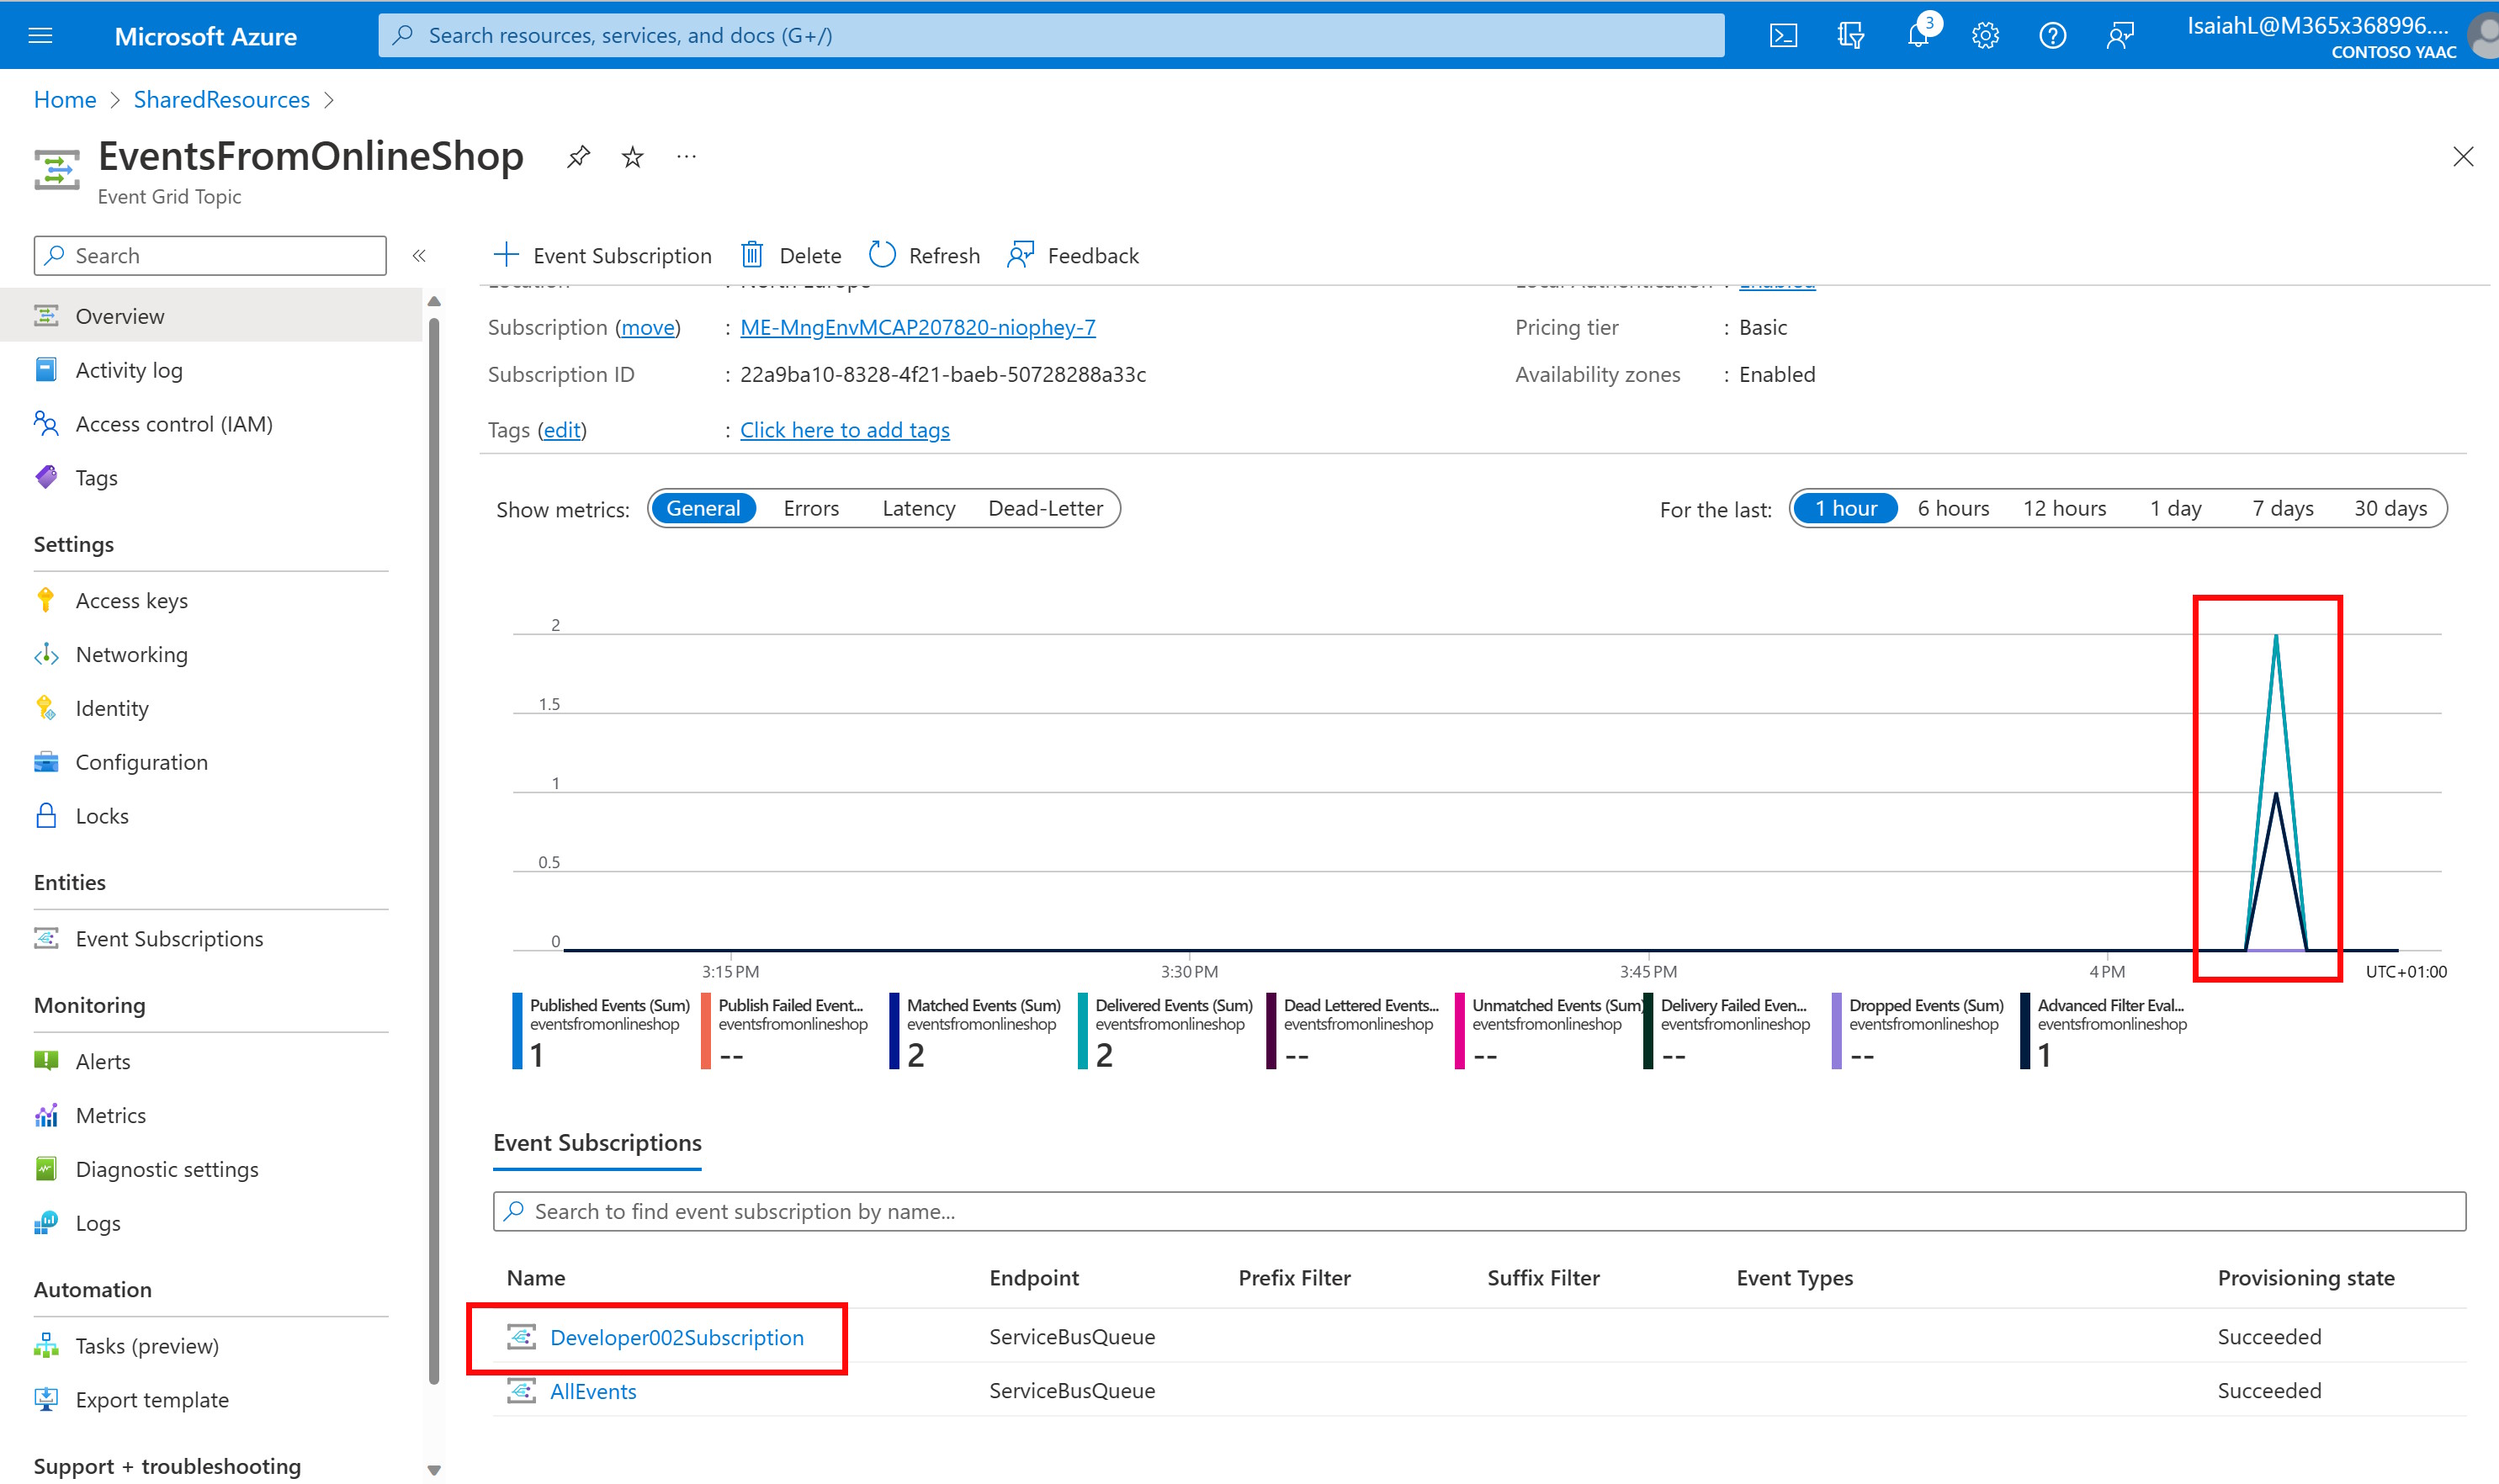 Microsoft Azure
Search resources, services, and docs (G+/)
3
IsaiahL@M365x368996....
CONTOSO YAAC
Home > SharedResources >
EventsFromOnlineShop
Event Grid Topic
Search
«
Event Subscription
Delete
Refresh
Feedback
Overview
Activity log
Access control (IAM)
Tags
Settings
Access keys
Networking
Identity
Configuration
Locks
Entities
Event Subscriptions
Monitoring
Alerts
Metrics
Diagnostic settings
Logs
Automation
Tasks (preview)
Export template
Support + troubleshooting
Location : North Europe
Local Authentication : Enabled
Subscription (move) : ME-MngEnvMCAP207820-niophey-7
Pricing tier : Basic
Subscription ID : 22a9ba10-8328-4f21-baeb-50728288a33c
Availability zones : Enabled
Tags (edit) : Click here to add tags
Show metrics: General Errors Latency Dead-Letter
For the last: 1 hour 6 hours 12 hours 1 day 7 days 30 days
2
1.5
1
0.5
0
3:15 PM 3:30 PM 3:45 PM 4 PM UTC+01:00
Published Events (Sum)
eventsfromonlineshop
1
Publish Failed Event...
eventsfromonlineshop
--
Matched Events (Sum)
eventsfromonlineshop
2
Delivered Events (Sum)
eventsfromonlineshop
2
Dead Lettered Events...
eventsfromonlineshop
--
Unmatched Events (Sum)
eventsfromonlineshop
--
Delivery Failed Even...
eventsfromonlineshop
--
Dropped Events (Sum)
eventsfromonlineshop
--
Advanced Filter Eval...
eventsfromonlineshop
1
Event Subscriptions
Search to find event subscription by name...
Name Endpoint Prefix Filter Suffix Filter Event Types Provisioning state
Developer002Subscription ServiceBusQueue Succeeded
AllEvents ServiceBusQueue Succeeded